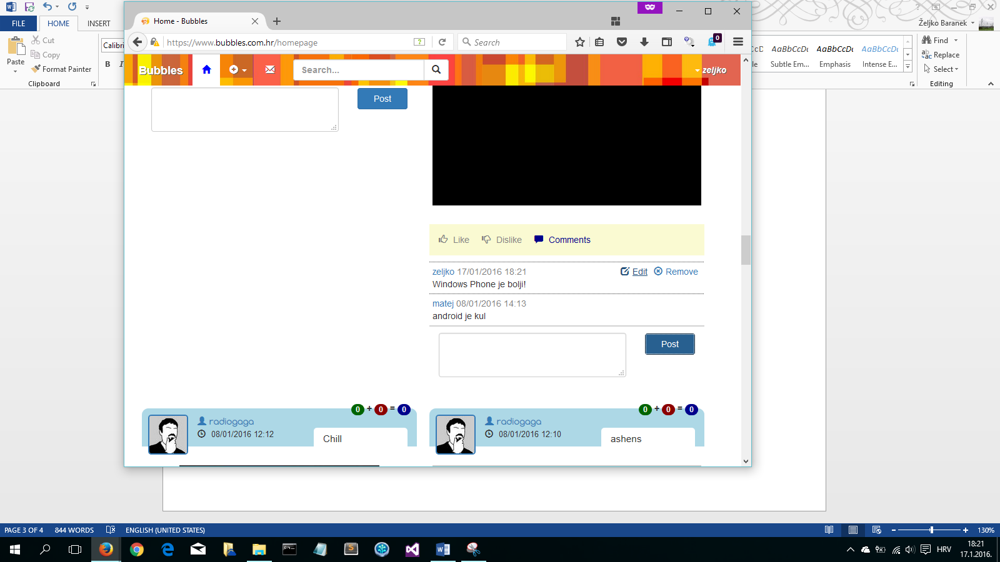 FILE
HOME
INSERT
Željko Baranek
Cut
Copy
Paste
Format Painter
Clipboard
Calibri
B I
AaBbCcDc AaBbCcDc AaBbCcDc
Subtle Em... Emphasis Intense E...
Find
Replace
Select
Editing
Home - Bubbles
https://www.bubbles.com.hr/homepage
Search
0
Bubbles
Search...
zeljko
Post
Like Dislike Comments
zeljko 17/01/2016 18:21 Edit Remove
Windows Phone je bolji!
matej 08/01/2016 14:13
android je kul
Post
0 + 0 = 0
radiogaga
08/01/2016 12:12
Chill
0 + 0 = 0
radiogaga
08/01/2016 12:10
ashens
PAGE 3 OF 4 844 WORDS ENGLISH (UNITED STATES) 130%
HRV
18:21
17.1.2016.